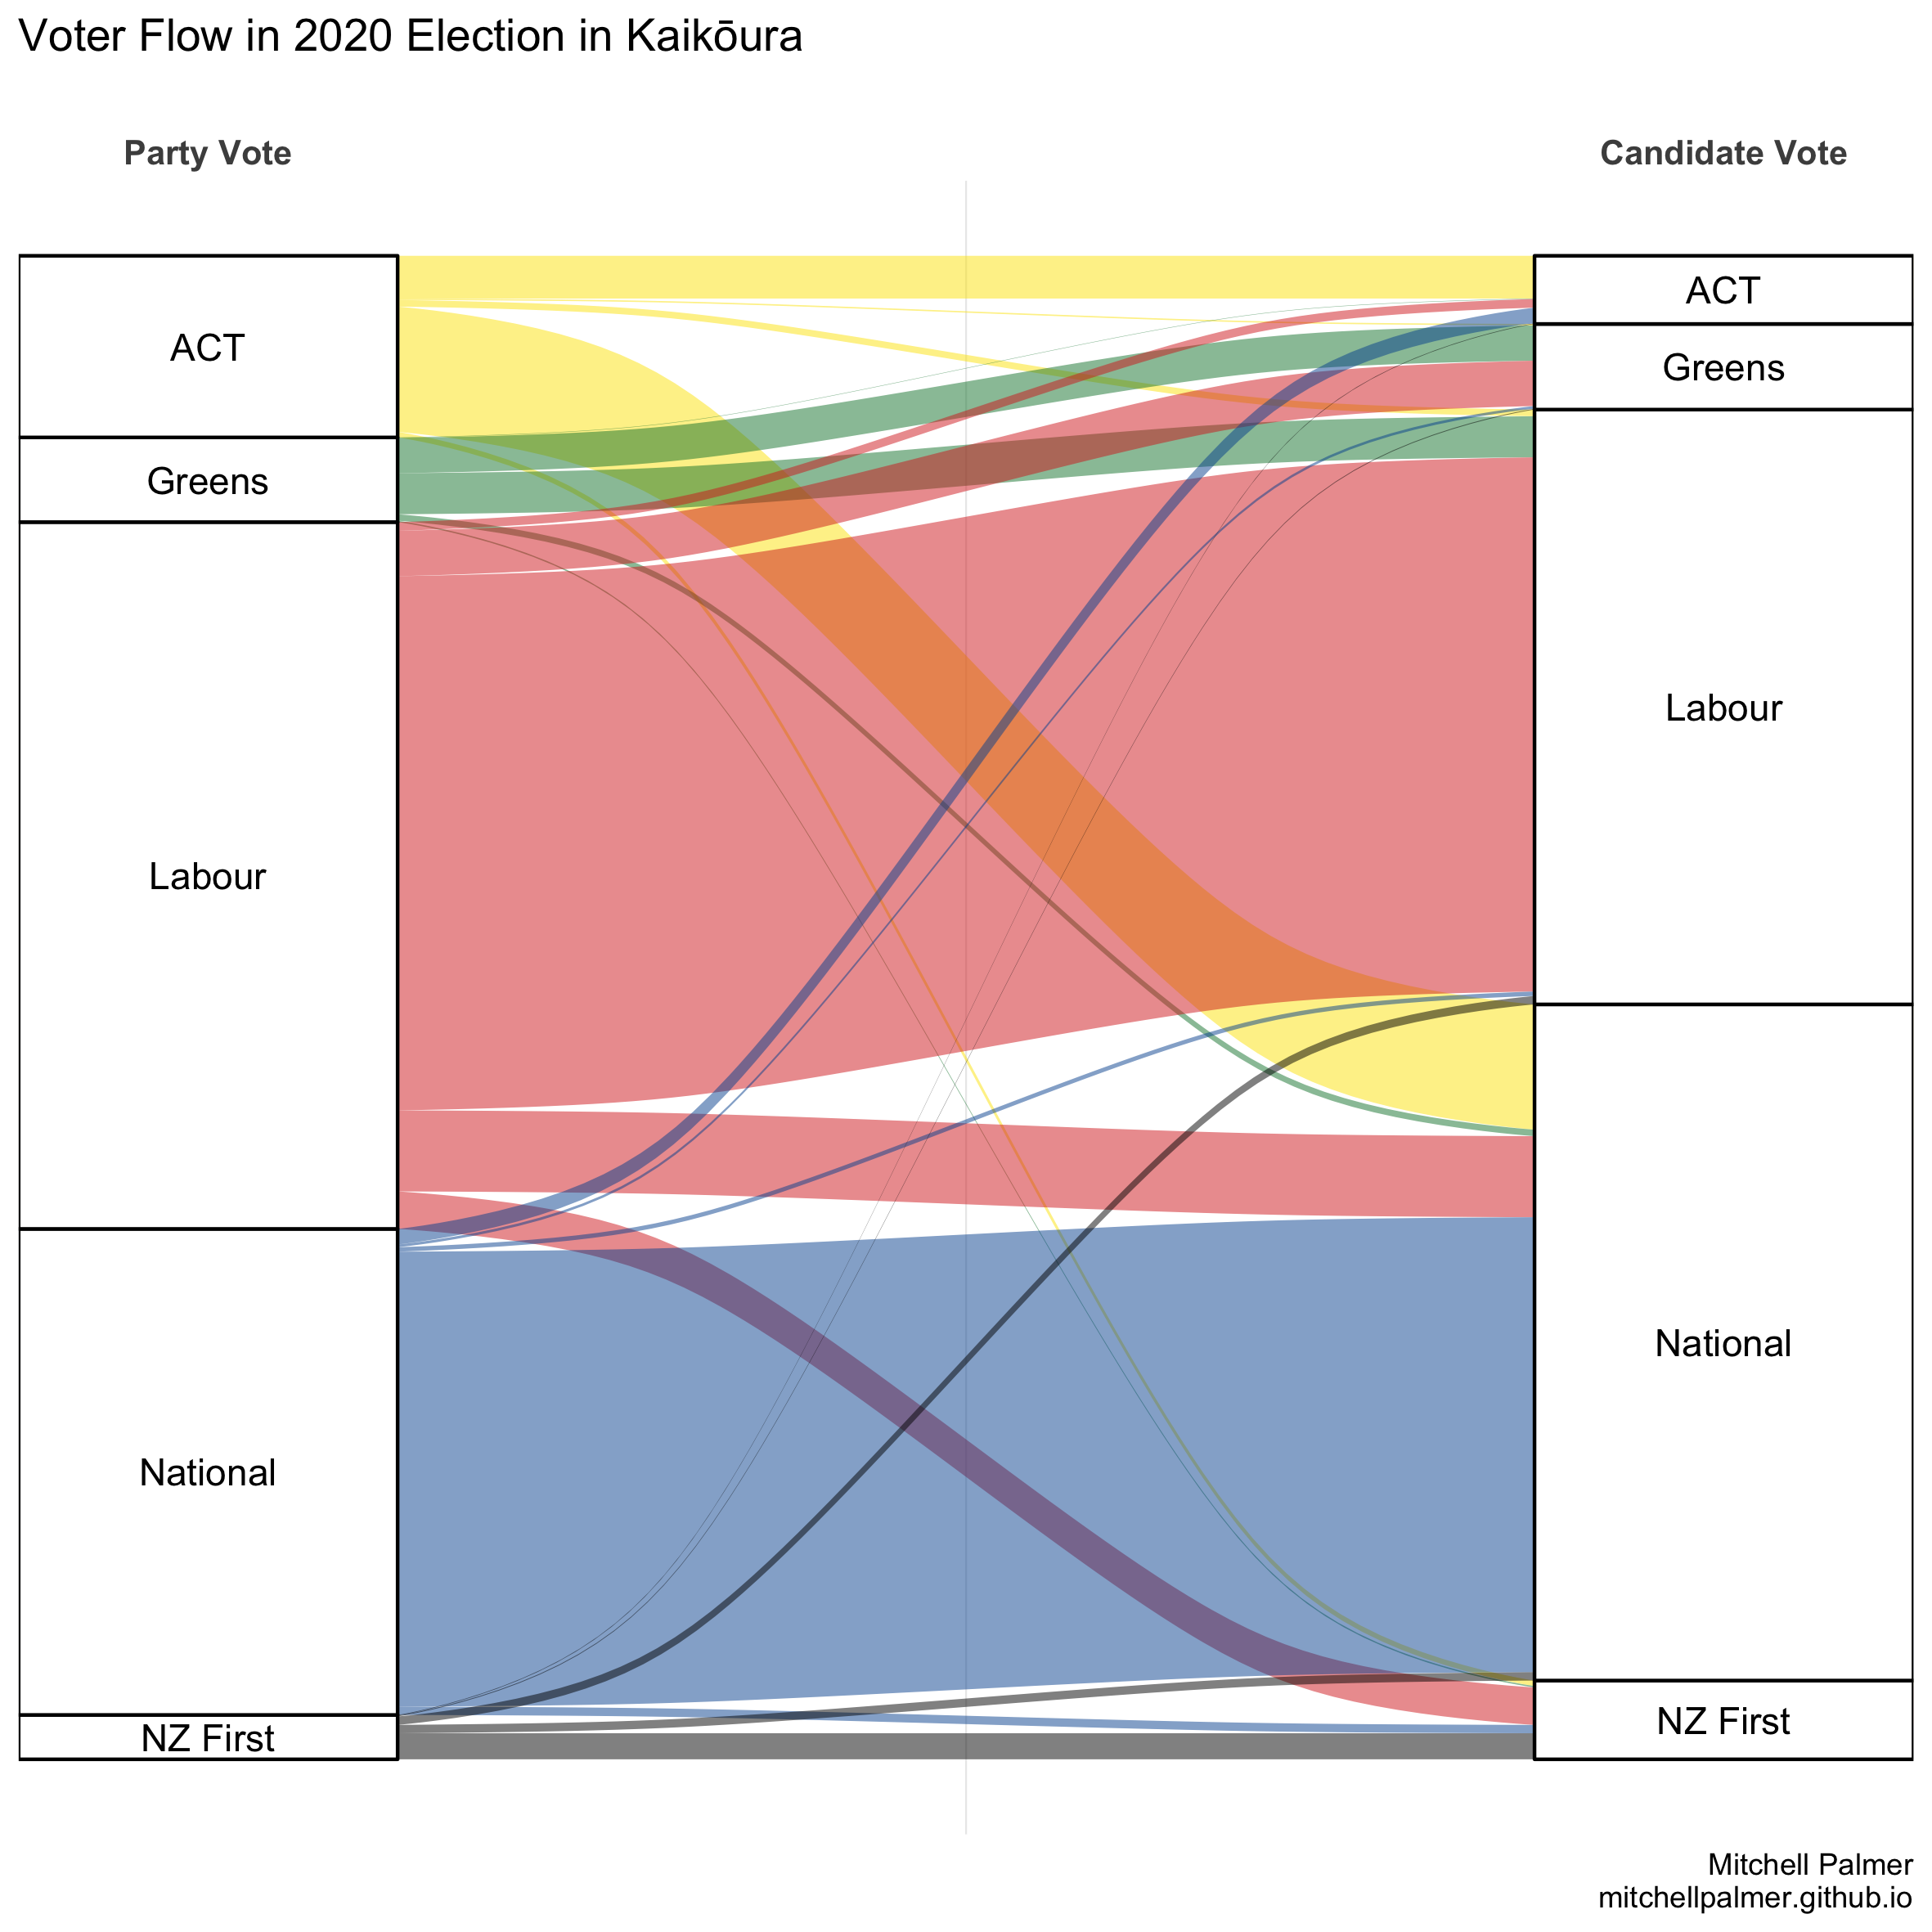 Voter Flow in 2020 Election in Kaikōura
Party Vote
Candidate Vote
ACT
Greens
Labour
National
NZ First
ACT
Greens
Labour
National
NZ First
Mitchell Palmer
mitchellpalmer.github.io